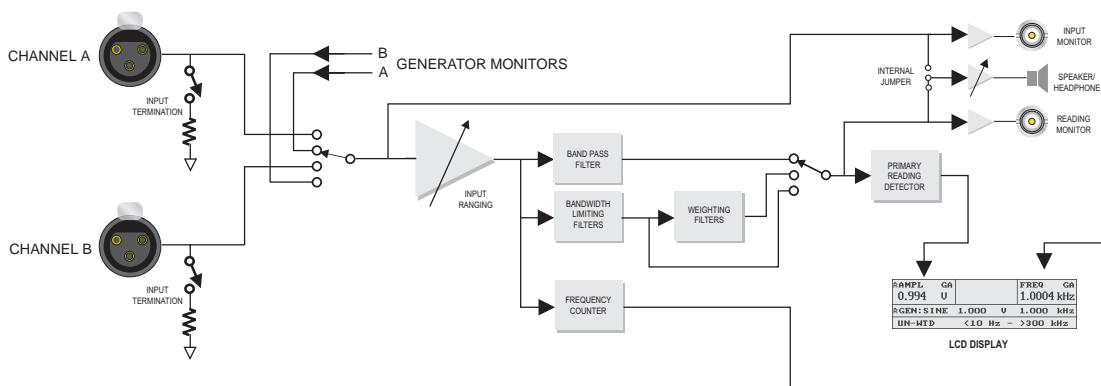 CHANNEL A
INPUT
TERMINATION
B
A
GENERATOR MONITORS
INPUT
MONITOR
INTERNAL
JUMPER
SPEAKER/
HEADPHONE
READING
MONITOR
INPUT
RANGING
BAND PASS
FILTER
BANDWIDTH
LIMITING
FILTERS
WEIGHTING
FILTERS
PRIMARY
READING
DETECTOR
CHANNEL B
INPUT
TERMINATION
FREQUENCY
COUNTER
AMPL GA FREQ GA
0.994 V 1.0004 kHz
GEN:SINE 1.000 V 1.000 kHz
UN-WTD <10 Hz - >300 kHz
LCD DISPLAY